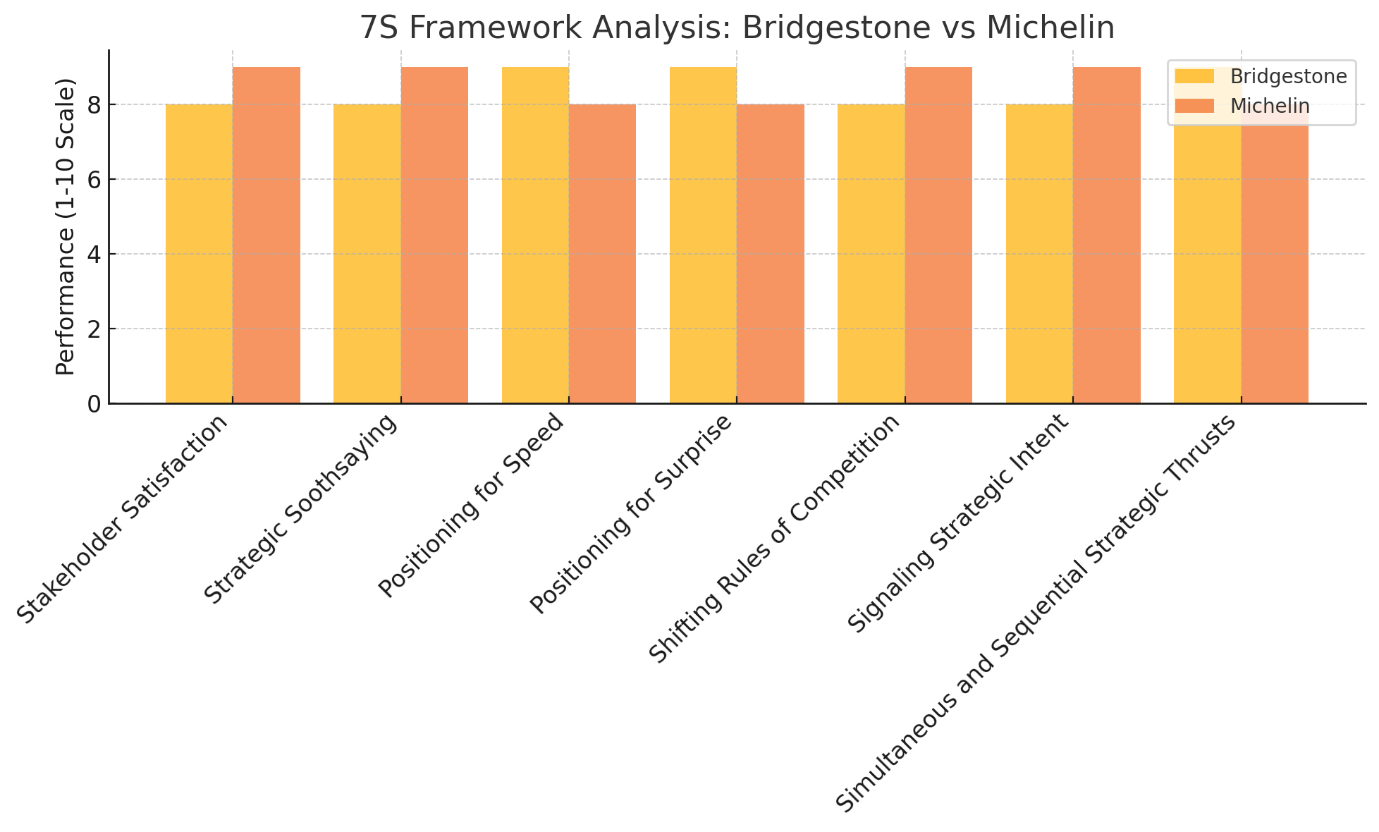 7S Framework Analysis: Bridgestone vs Michelin
Bridgestone
Michelin
Performance (1-10 Scale)
8
6
4
2
0
Stakeholder Satisfaction
Strategic Soothsaying
Positioning for Speed
Positioning for Surprise
Shifting Rules of Competition
Signaling Strategic Intent
Simultaneous and Sequential Strategic Thrusts